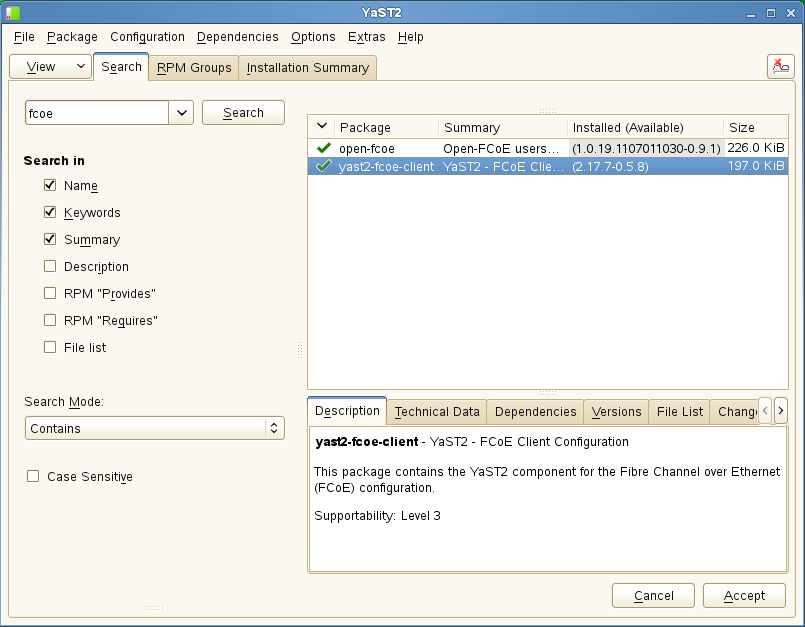 YaST2
File Package Configuration Dependencies Options Extras Help
View Search RPM Groups Installation Summary
fcoe Search
Search in
Name
Keywords
Summary
Description
RPM "Provides"
RPM "Requires"
File list
Search Mode:
Contains
Case Sensitive
Package Summary Installed (Available) Size
open-fcoe Open-FCoE users... (1.0.19.1107011030-0.9.1) 226.0 KiB
yast2-fcoe-client YaST2 - FCoE Clie... (2.17.7-0.5.8) 197.0 KiB
Description Technical Data Dependencies Versions File List Chang
yast2-fcoe-client - YaST2 - FCoE Client Configuration
This package contains the YaST2 component for the Fibre Channel over Ethernet
(FCoE) configuration.
Supportability: Level 3
Cancel Accept